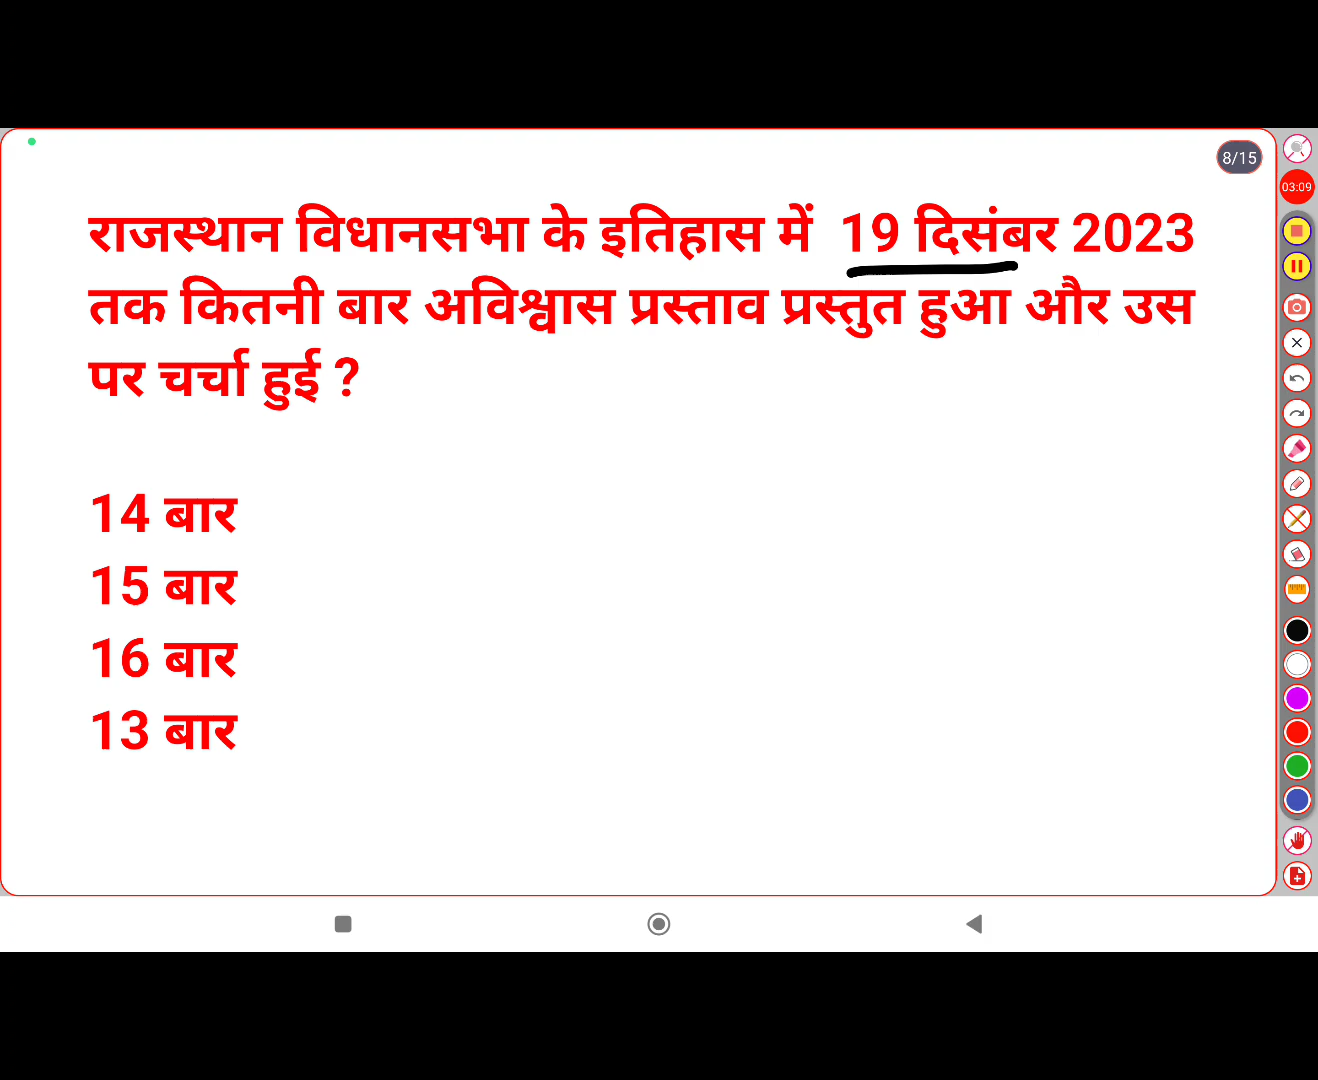 8/15
03:09
राजस्थान विधानसभा के इतिहास में 19 दिसंबर 2023
तक कितनी बार अविश्वास प्रस्ताव प्रस्तुत हुआ और उस
पर चर्चा हुई ?
14 बार
15 बार
16 बार
13 बार